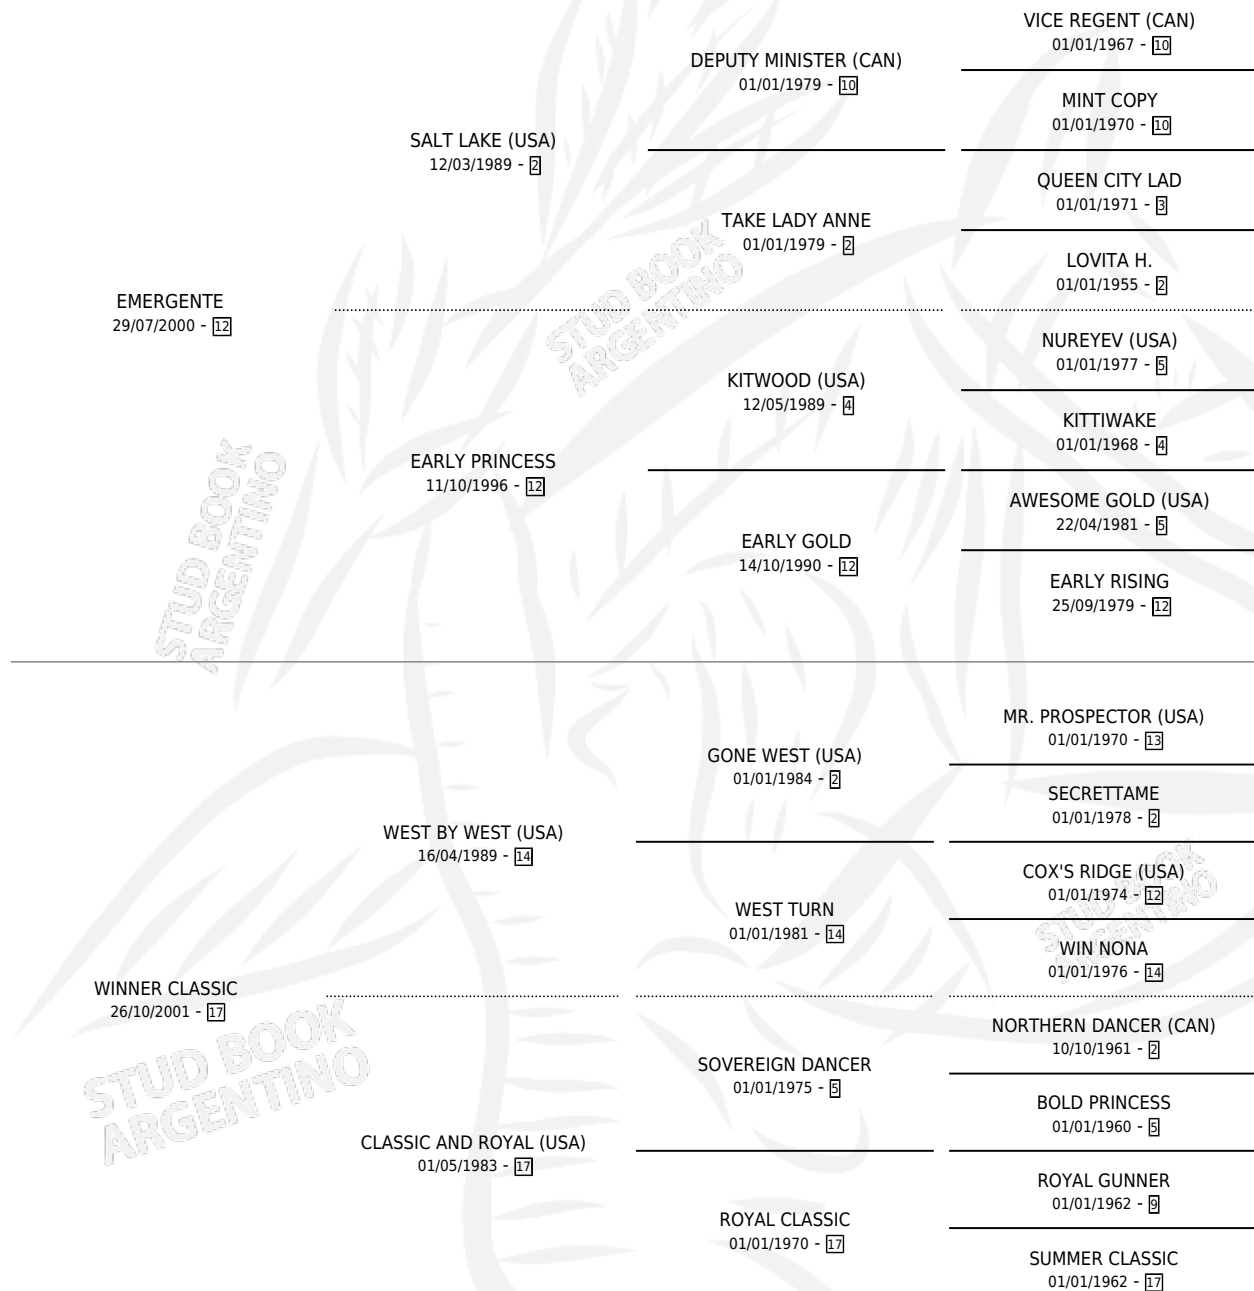 VICE REGENT (CAN)
01/01/1967 - 10
DEPUTY MINISTER (CAN)
01/01/1979 - 10
MINT COPY
01/01/1970 - 10
SALT LAKE (USA)
12/03/1989 - 2
QUEEN CITY LAD
01/01/1971 - 3
TAKE LADY ANNE
01/01/1979 - 2
LOVITA H.
01/01/1955 - 2
EMERGENTE
29/07/2000 - 12
NUREYEV (USA)
01/01/1977 - 5
KITWOOD (USA)
12/05/1989 - 4
KITTIWAKE
01/01/1968 - 4
EARLY PRINCESS
11/10/1996 - 12
AWESOME GOLD (USA)
22/04/1981 - 5
EARLY GOLD
14/10/1990 - 12
EARLY RISING
25/09/1979 - 12
MR. PROSPECTOR (USA)
01/01/1970 - 13
GONE WEST (USA)
01/01/1984 - 2
SECRETTAME
01/01/1978 - 2
WEST BY WEST (USA)
16/04/1989 - 14
COX'S RIDGE (USA)
01/01/1974 - 12
WEST TURN
01/01/1981 - 14
WIN NONA
01/01/1976 - 14
WINNER CLASSIC
26/10/2001 - 17
NORTHERN DANCER (CAN)
10/10/1961 - 2
SOVEREIGN DANCER
01/01/1975 - 5
BOLD PRINCESS
01/01/1960 - 5
CLASSIC AND ROYAL (USA)
01/05/1983 - 17
ROYAL GUNNER
01/01/1962 - 9
ROYAL CLASSIC
01/01/1970 - 17
SUMMER CLASSIC
01/01/1962 - 17
STUD BOOK
ARGENTINO
STUD BOOK
ARGENTINO
STUD BOOK
ARGENTINO
STUD BOOK
ARGENTINO